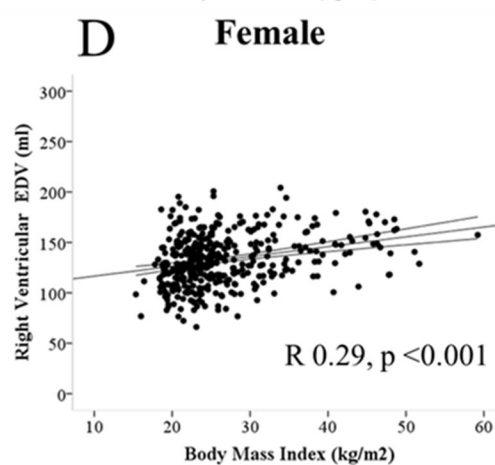 D
Female
300
250
200
150
100
50
0
Right Ventricular EDV (ml)
R 0.29, p <0.001
10 20 30 40 50 60
Body Mass Index (kg/m2)